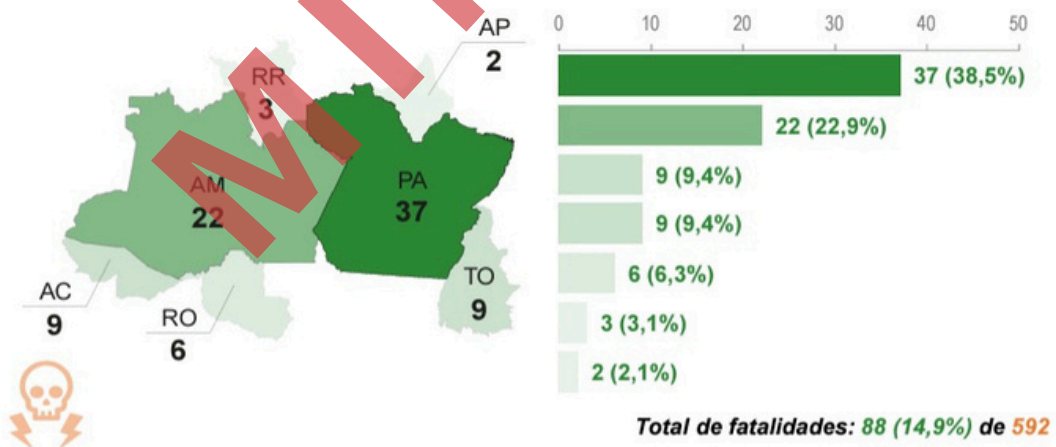 AP
2
RR
3
AM
22
PA
37
TO
9
AC
9
RO
6
0 10 20 30 40 50
37 (38,5%)
22 (22,9%)
9 (9,4%)
9 (9,4%)
6 (6,3%)
3 (3,1%)
2 (2,1%)
Total de fatalidades: 88 (14,9%) de 592